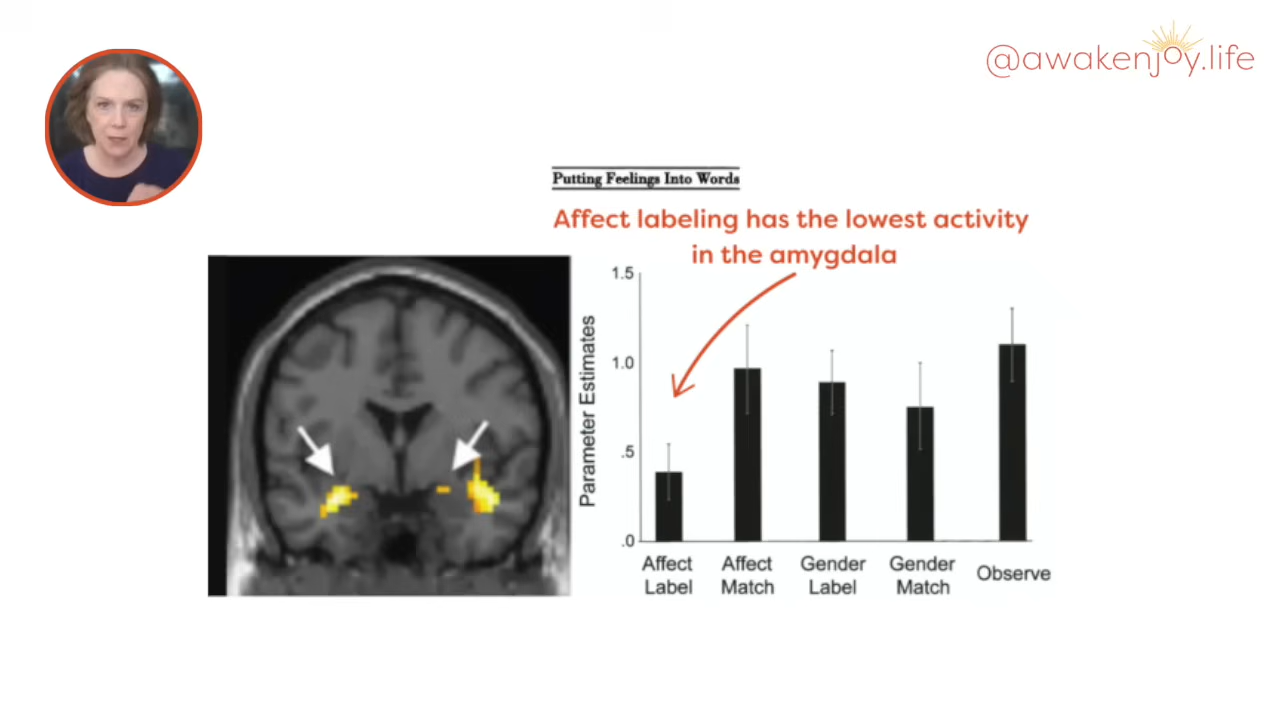 @awakenjoy.life
Putting Feelings Into Words
Affect labeling has the lowest activity
in the amygdala
1.5
1.0
.5
.0
Parameter Estimates
Affect Label
Affect Match
Gender Label
Gender Match
Observe